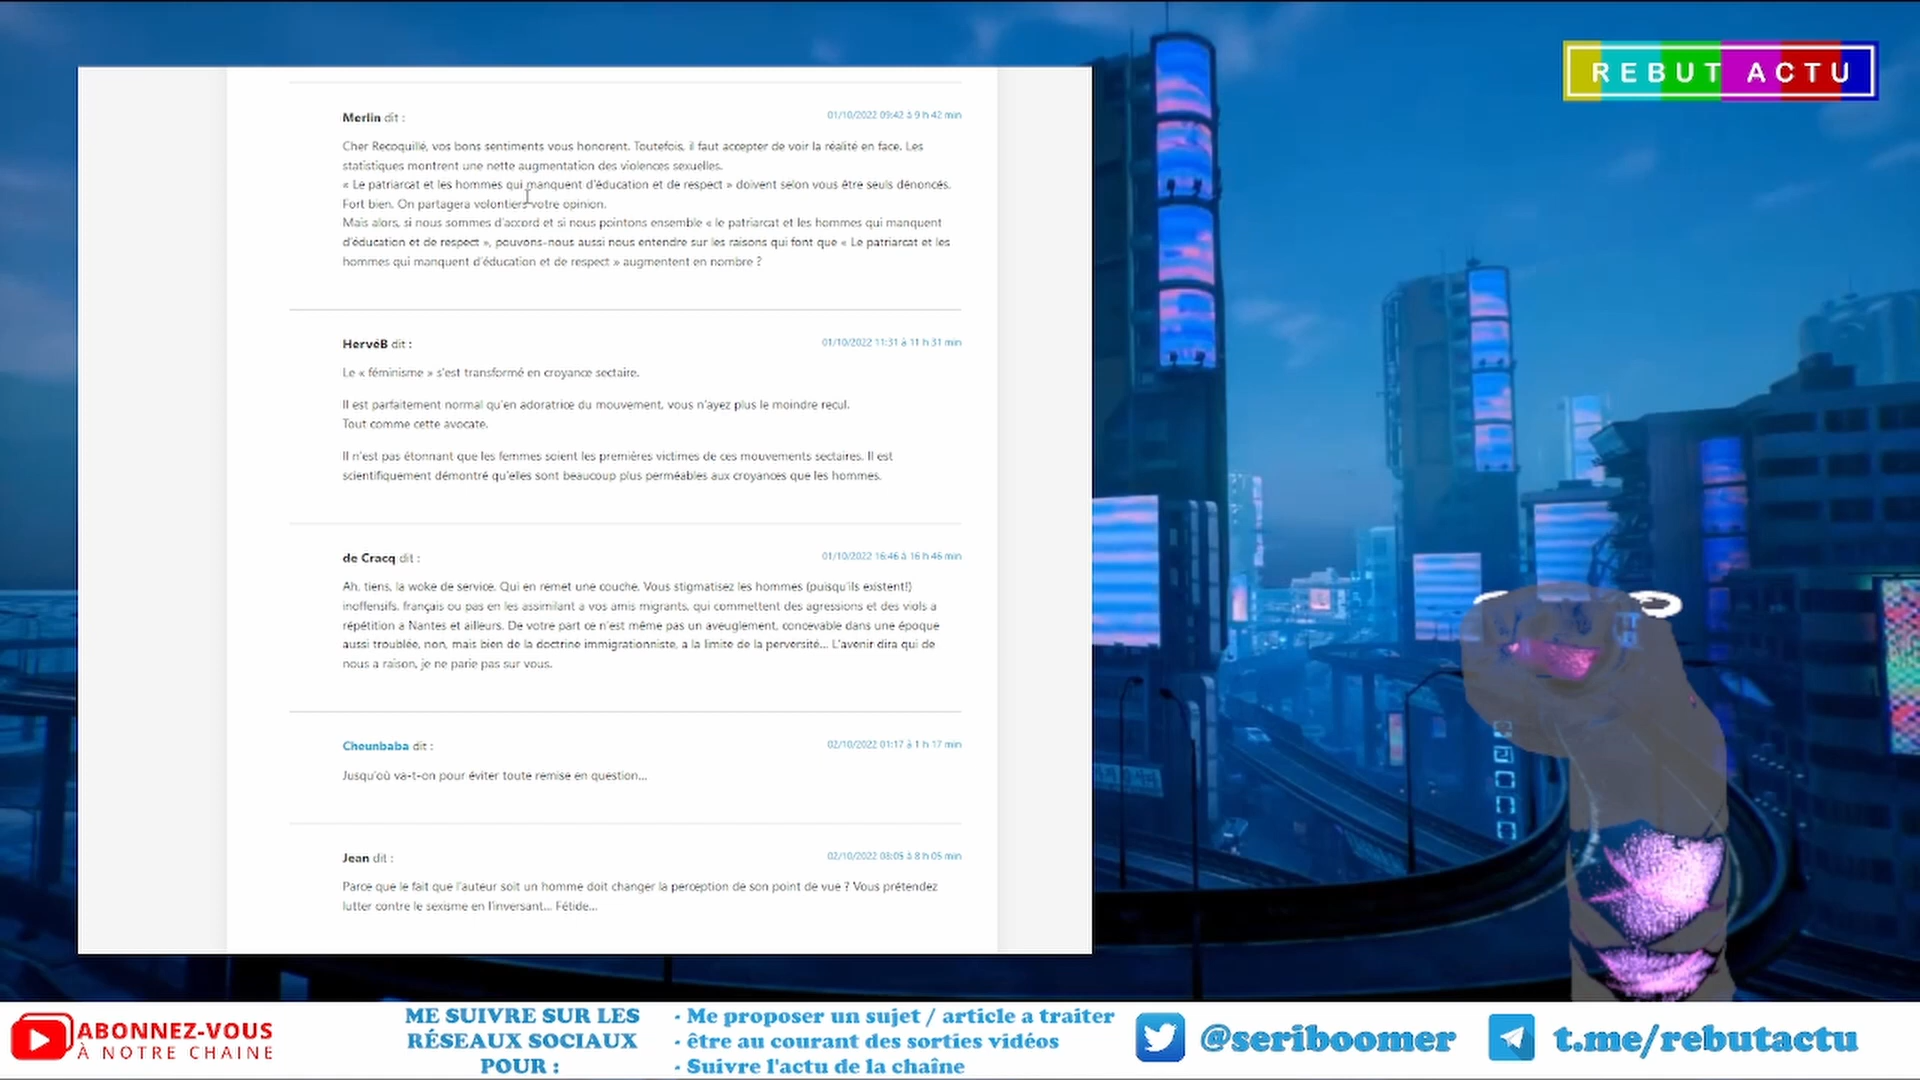 REBUT ACTU
Merlin dit :
01/10/2022 09:42 à 9 h 42 min
Cher Recoquillé, vos bons sentiments vous honorent. Toutefois, il faut accepter de voir la réalité en face. Les
statistiques montrent une nette augmentation des violences sexuelles.
« Le patriarcat et les hommes qui manquent d'éducation et de respect » doivent selon vous être seuls dénoncés.
Fort bien. On partagera volontiers votre opinion.
Mais alors, si nous sommes d'accord et si nous pointons ensemble « le patriarcat et les hommes qui manquent
d'éducation et de respect », pouvons-nous aussi nous entendre sur les raisons qui font que « Le patriarcat et les
hommes qui manquent d'éducation et de respect » augmentent en nombre ?
HervéB dit :
01/10/2022 11:31 à 11 h 31 min
Le « féminisme » s'est transformé en croyance sectaire.
Il est parfaitement normal qu'en adoratrice du mouvement, vous n'ayez plus le moindre recul.
Tout comme cette avocate.
Il n'est pas étonnant que les femmes soient les premières victimes de ces mouvements sectaires. Il est
scientifiquement démontré qu'elles sont beaucoup plus perméables aux croyances que les hommes.
de Cracq dit :
01/10/2022 16:46 à 16 h 46 min
Ah, tiens, la woke de service. Qui en remet une couche. Vous stigmatisez les hommes (puisqu'ils existent!)
inoffensifs, français ou pas en les assimilant a vos amis migrants, qui commettent des agressions et des viols a
répétition a Nantes et ailleurs. De votre part ce n'est même pas un aveuglement, concevable dans une époque
aussi troublée, non, mais bien de la doctrine immigrationniste, a la limite de la perversité... L'avenir dira qui de
nous a raison, je ne parie pas sur vous.
Cheunbaba dit :
02/10/2022 01:17 à 1 h 17 min
Jusqu'où va-t-on pour éviter toute remise en question...
Jean dit :
02/10/2022 08:05 à 8 h 05 min
Parce que le fait que l'auteur soit un homme doit changer la perception de son point de vue ? Vous prétendez
lutter contre le sexisme en l'inversant... Fétide...
ABONNEZ-VOUS
À NOTRE CHAINE
ME SUIVRE SUR LES
RÉSEAUX SOCIAUX
POUR :
- Me proposer un sujet / article a traiter
- être au courant des sorties vidéos
- Suivre l'actu de la chaîne
@seriboomer
t.me/rebutactu